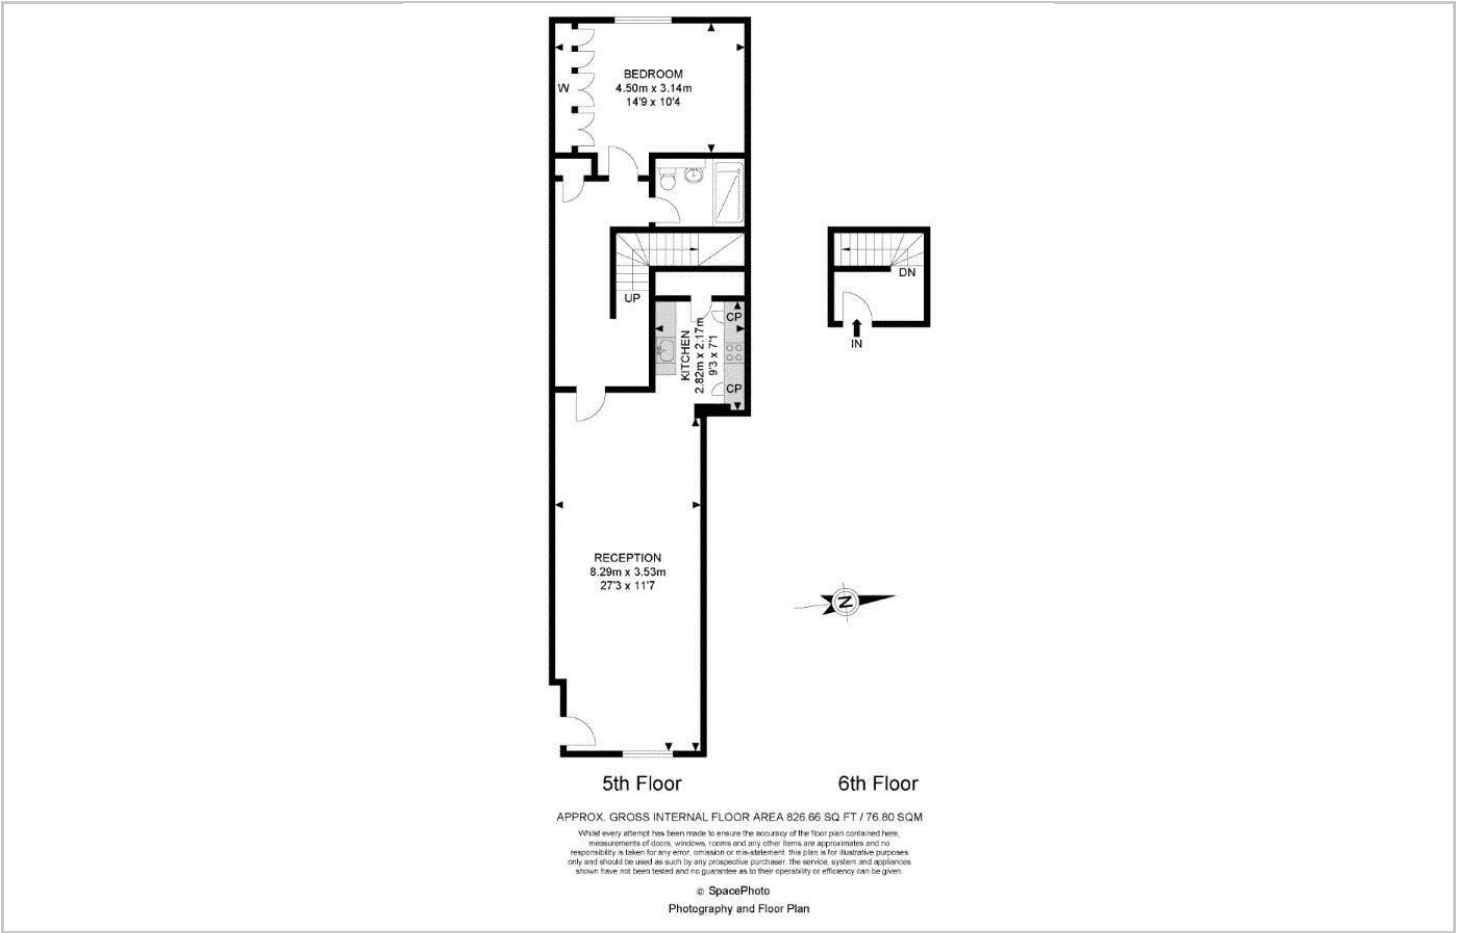 BEDROOM
4.50m x 3.14m
14'9 x 10'4
W
UP
CP
KITCHEN
2.82m x 2.17m
9'3 x 7'1
CP
DN
IN
RECEPTION
8.29m x 3.53m
27'3 x 11'7
N
5th Floor
6th Floor
APPROX. GROSS INTERNAL FLOOR AREA 826.66 SQ FT / 76.80 SQM
Whilst every attempt has been made to ensure the accuracy of the floor plan contained here,
measurements of doors, windows, rooms and any other items are approximates and no
responsibility is taken for any error, omission or mis-statement. this plan is for illustrative purposes
only and should be used as such by any prospective purchaser. the service, system and appliances
shown have not been tested and no guarantee as to their operability or efficiency can be given.
© SpacePhoto
Photography and Floor Plan